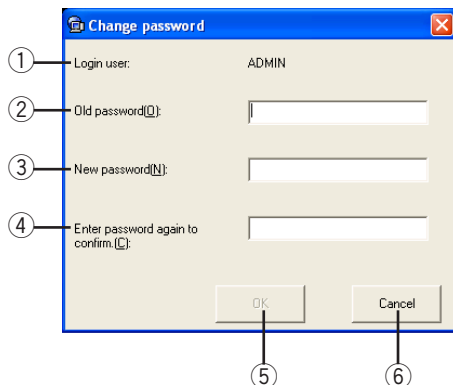 Change password
① Login user: ADMIN
② Old password(O):
③ New password(N):
④ Enter password again to
confirm.(C):
OK Cancel
⑤ ⑥